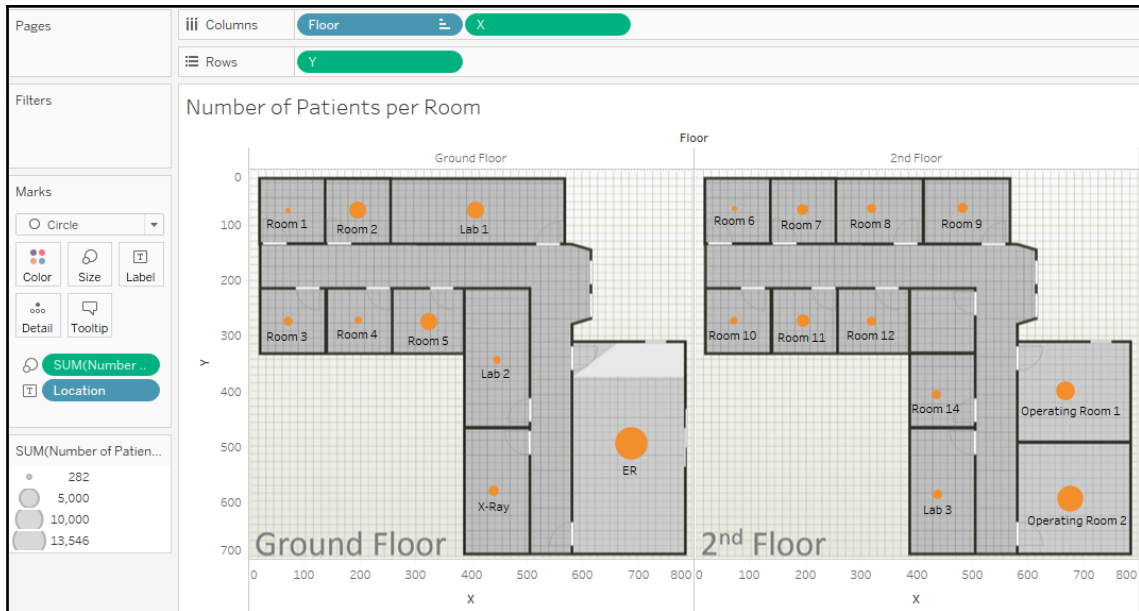 Pages
Columns
Floor
X
Rows
Y
Filters
Number of Patients per Room
Floor
Ground Floor
2nd Floor
Marks
Circle
Color
Size
Label
Detail
Tooltip
SUM(Number ..
Location
SUM(Number of Patien...
282
5,000
10,000
13,546
Y
0
100
200
300
400
500
600
700
Room 1
Room 2
Lab 1
Room 3
Room 4
Room 5
Lab 2
X-Ray
ER
Ground Floor
Room 6
Room 7
Room 8
Room 9
Room 10
Room 11
Room 12
Room 14
Operating Room 1
Lab 3
Operating Room 2
2nd Floor
0 100 200 300 400 500 600 700 800
0 100 200 300 400 500 600 700 800
X
X